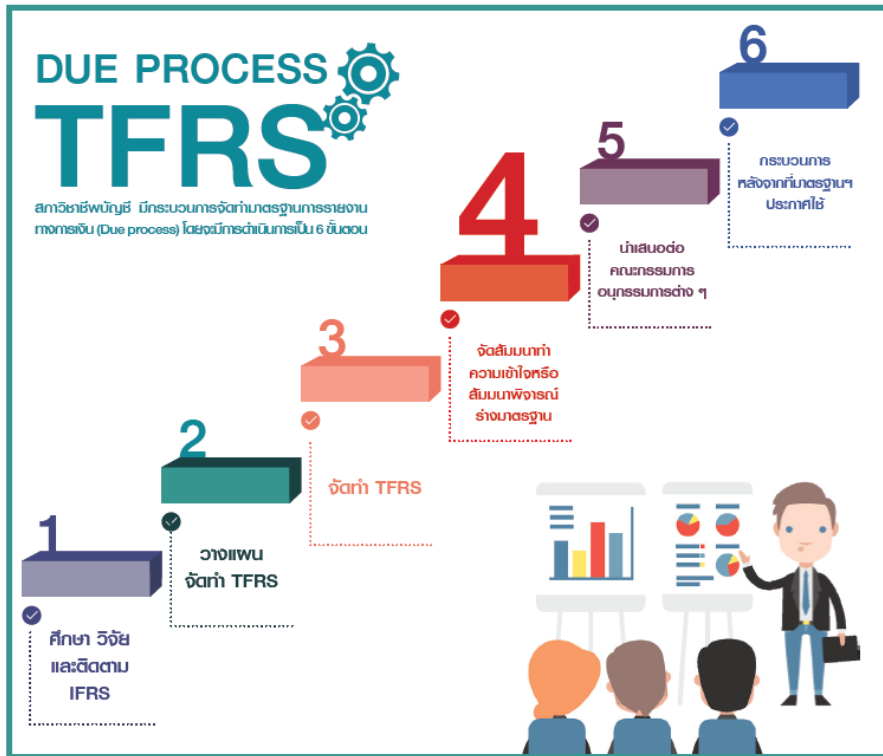 DUE PROCESS
TFRS
สภาวิชาชีพบัญชี มีกระบวนการจัดทำมาตรฐานการรายงาน
ทางการเงิน (Due process) โดยจะมีการดำเนินการเป็น 6 ขั้นตอน
1
ศึกษา วิจัย
และติดตาม
IFRS
2
วางแผน
จัดทำ TFRS
3
จัดทำ TFRS
4
จัดสัมมนาทำ
ความเข้าใจหรือ
สัมมนาพิจารณ์
ร่างมาตรฐาน
5
นำเสนอต่อ
คณะกรรมการ
อนุกรรมการต่าง ๆ
6
กระบวนการ
หลังจากที่มาตรฐานฯ
ประกาศใช้